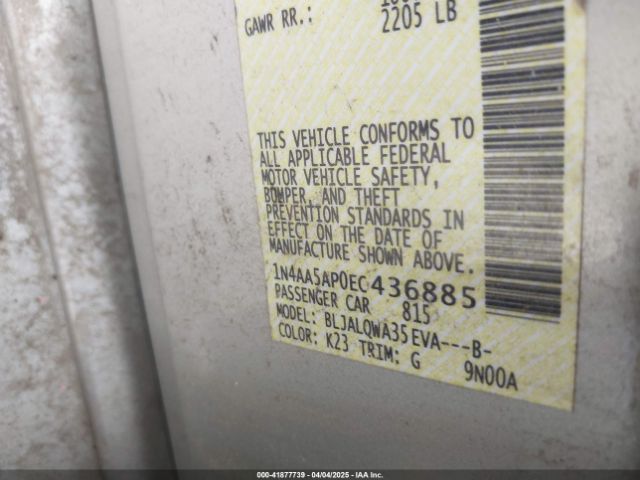 GAWR RR.:
2205 LB
THIS VEHICLE CONFORMS TO
ALL APPLICABLE FEDERAL
MOTOR VEHICLE SAFETY,
BUMPER, AND THEFT
PREVENTION STANDARDS IN
EFFECT ON THE DATE OF
MANUFACTURE SHOWN ABOVE.
1N4AA5AP0EC436885
PASSENGER CAR 815
MODEL: BLJALQWA35EVA---B-
COLOR: K23 TRIM: G 9N00A
000-41877739 - 04/04/2025 - IAA Inc.